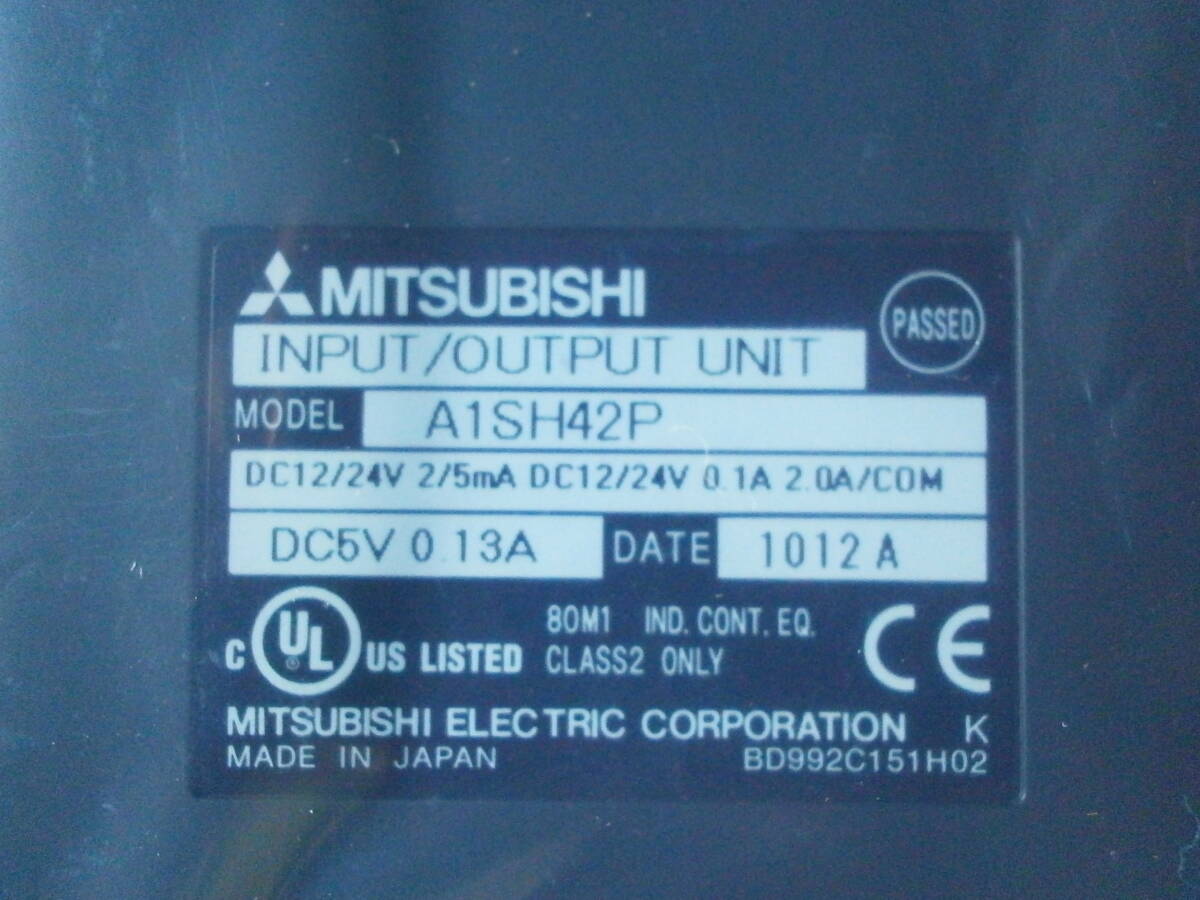 MITSUBISHI
PASSED
INPUT/OUTPUT UNIT
MODEL A1SH42P
DC12/24V 2/5mA DC12/24V 0.1A 2.0A/COM
DC5V 0.13A DATE 1012 A
C UL ® US LISTED 80M1 IND. CONT. EQ.
CLASS2 ONLY
CE
MITSUBISHI ELECTRIC CORPORATION K
MADE IN JAPAN BD992C151H02